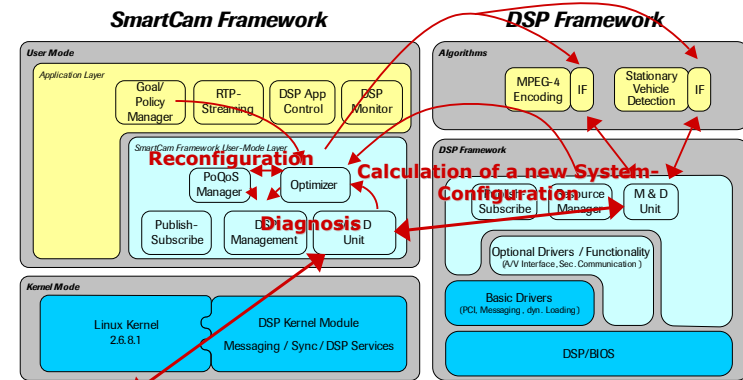 SmartCam Framework
DSP Framework
User Mode
Application Layer
Goal/
Policy
Manager
RTP-
Streaming
DSP App
Control
DSP
Monitor
SmartCam Framework User-Mode Layer
Reconfiguration
PoQoS
Manager
Optimizer
Diagnosis
Publish-
Subscribe
DSP
Management
M & D
Unit
Kernel Mode
Linux Kernel
2.6.8.1
DSP Kernel Module
Messaging / Sync / DSP Services
Algorithms
MPEG-4
Encoding
IF
Stationary
Vehicle
Detection
IF
DSP Framework
Calculation of a new System-
Configuration
Publish-
Subscribe
Resource
Manager
M & D
Unit
Optional Drivers / Functionality
(A/V Interface, Sec. Communication )
Basic Drivers
(PCI, Messaging , dyn. Loading )
DSP/BIOS